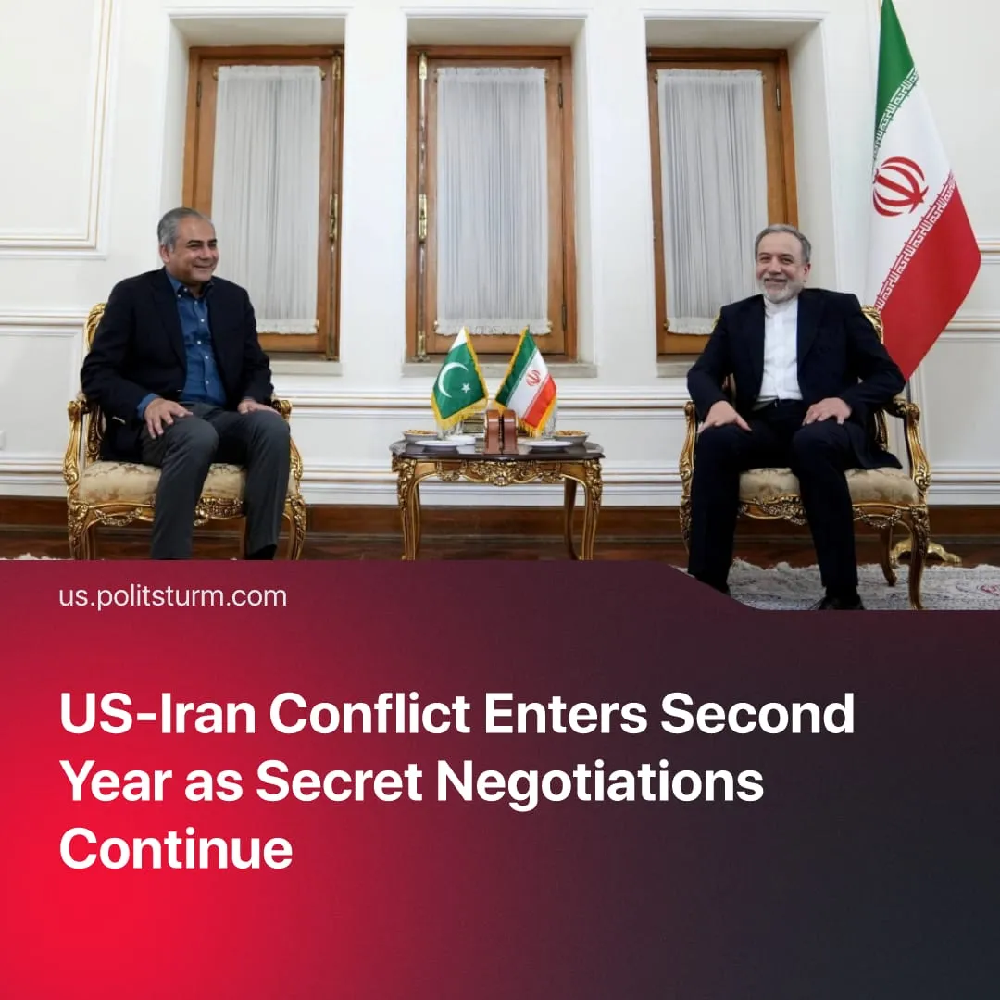 us.politsturm.com
US-Iran Conflict Enters Second
Year as Secret Negotiations
Continue